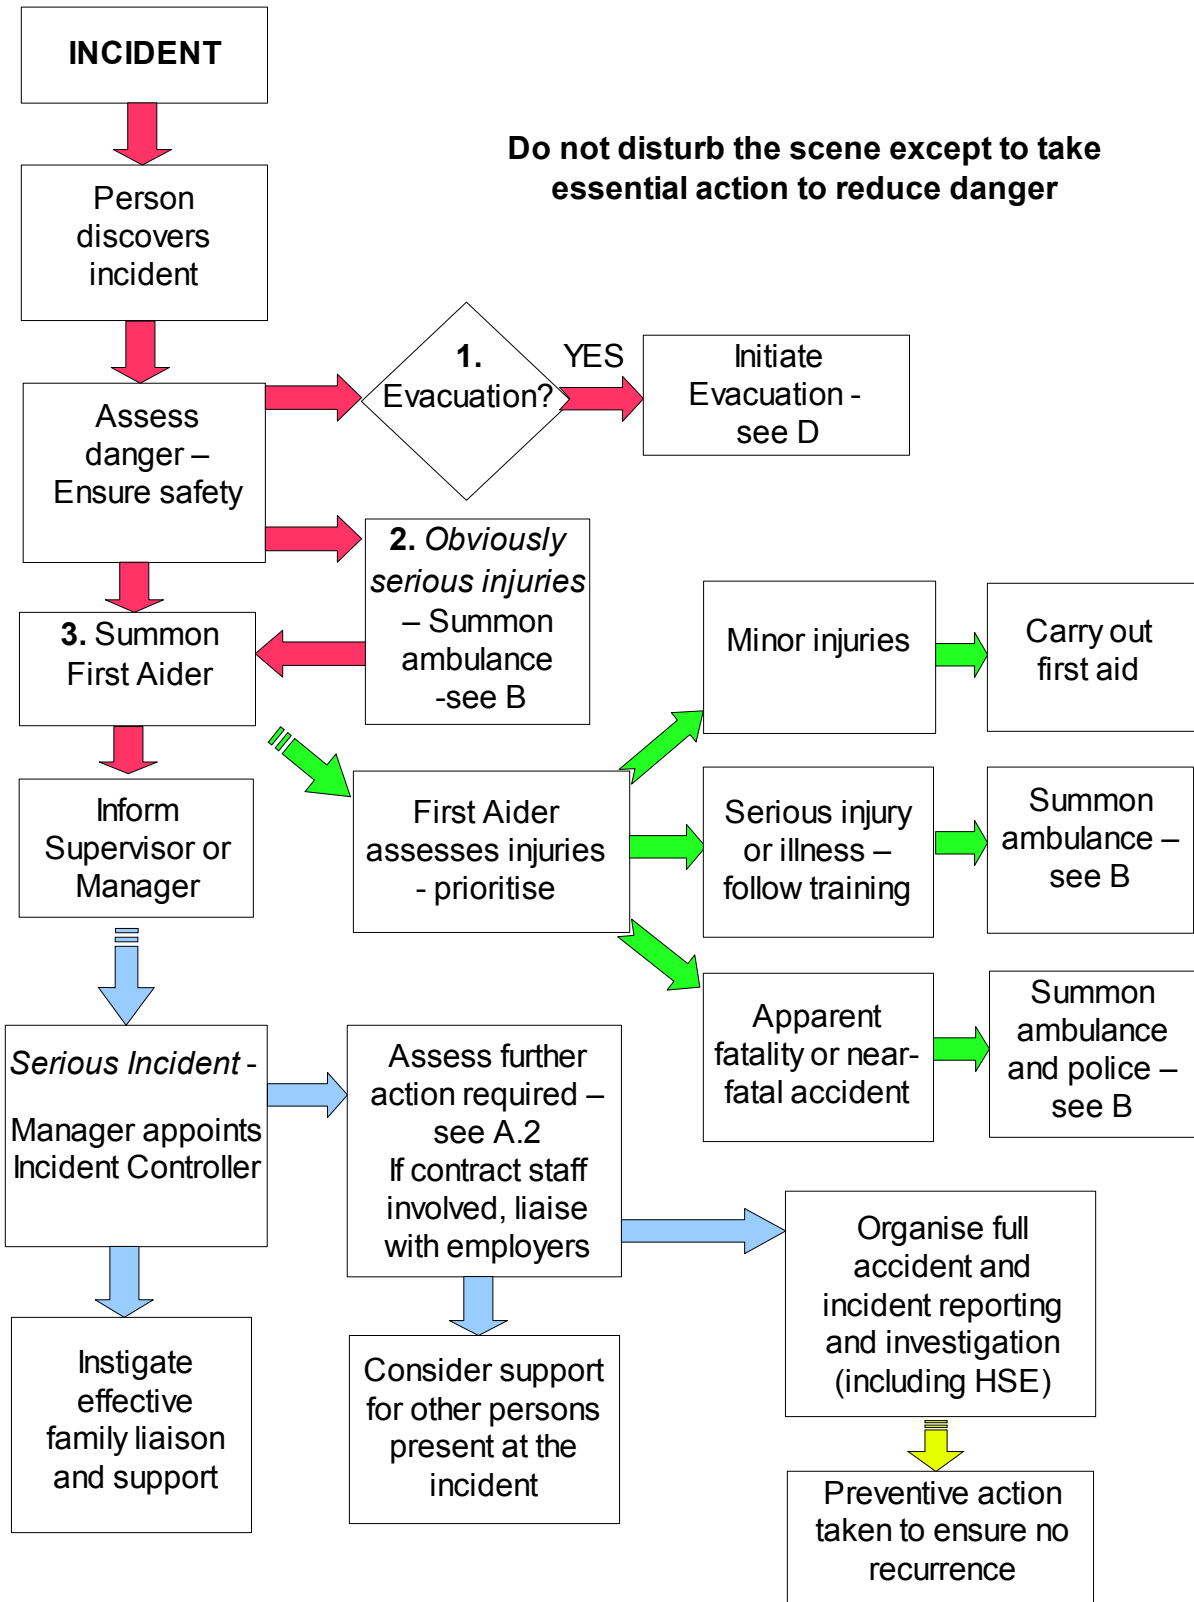 INCIDENT
Do not disturb the scene except to take
essential action to reduce danger
Person
discovers
incident
Assess
danger –
Ensure safety
1.
Evacuation?
YES
Initiate
Evacuation -
see D
2. Obviously
serious injuries
– Summon
ambulance
-see B
3. Summon
First Aider
Inform
Supervisor or
Manager
First Aider
assesses injuries
- prioritise
Minor injuries
Carry out
first aid
Serious injury
or illness –
follow training
Summon
ambulance –
see B
Apparent
fatality or near-
fatal accident
Summon
ambulance
and police –
see B
Serious Incident -
Manager appoints
Incident Controller
Assess further
action required –
see A.2
If contract staff
involved, liaise
with employers
Organise full
accident and
incident reporting
and investigation
(including HSE)
Instigate
effective
family liaison
and support
Consider support
for other persons
present at the
incident
Preventive action
taken to ensure no
recurrence